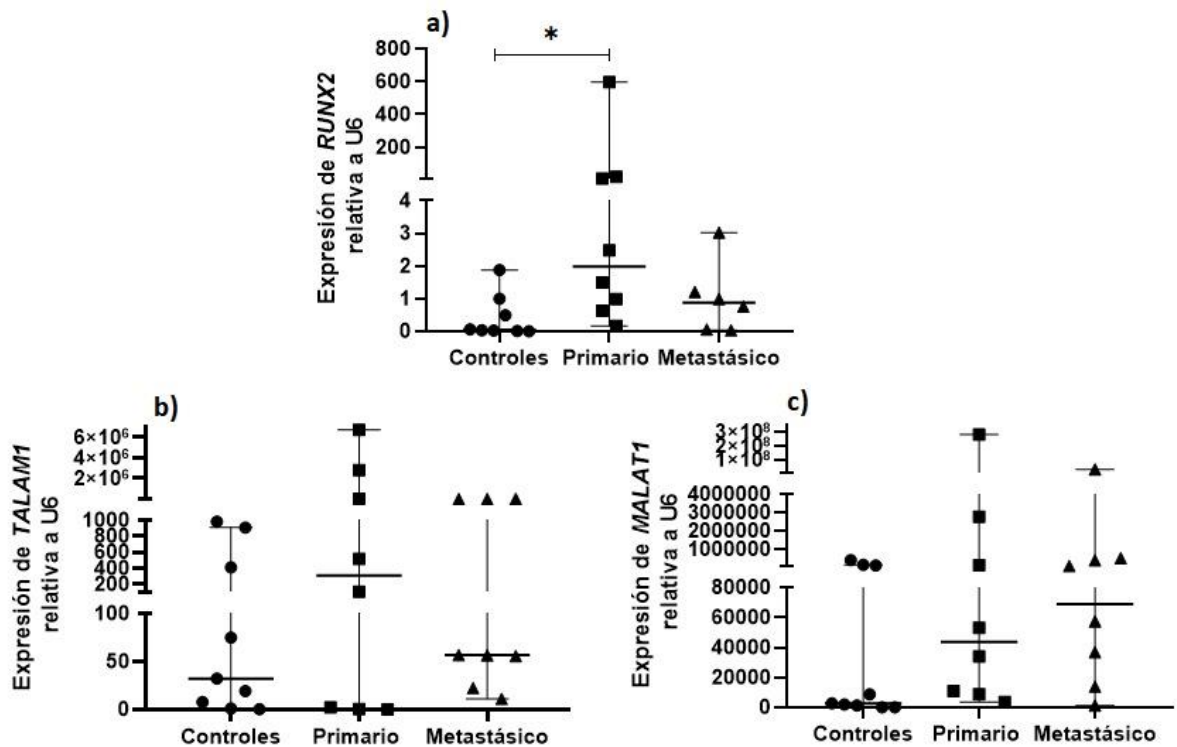 a)
*
Expresión de RUNX2
relativa a U6
800
600
400
200
4
3
2
1
0
Controles Primario Metastásico
b)
Expresión de TALAM1
relativa a U6
6×10⁶
4×10⁶
2×10⁶
1000
800
600
400
200
100
50
0
Controles Primario Metastásico
c)
Expresión de MALAT1
relativa a U6
3×10⁸
2×10⁸
1×10⁸
4000000
3000000
2000000
1000000
80000
60000
40000
20000
0
Controles Primario Metastásico